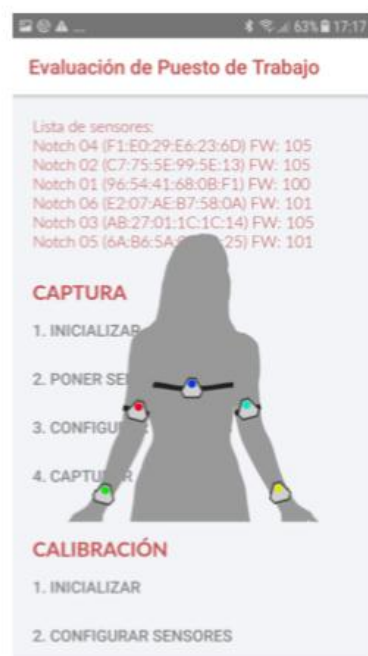 63% 17:17
Evaluación de Puesto de Trabajo
Lista de sensores:
Notch 04 (F1:E0:29:E6:23:6D) FW: 105
Notch 02 (C7:75:5E:99:5E:13) FW: 105
Notch 01 (96:54:41:68:0B:F1) FW: 100
Notch 06 (E2:07:AE:B7:58:0A) FW: 101
Notch 03 (AB:27:01:1C:1C:14) FW: 105
Notch 05 (6A:B6:5A: :25) FW: 101
CAPTURA
1. INICIALIZAR
2. PONER
3.
4.
CALIBRACIÓN
1. INICIALIZAR
2. CONFIGURAR SENSORES